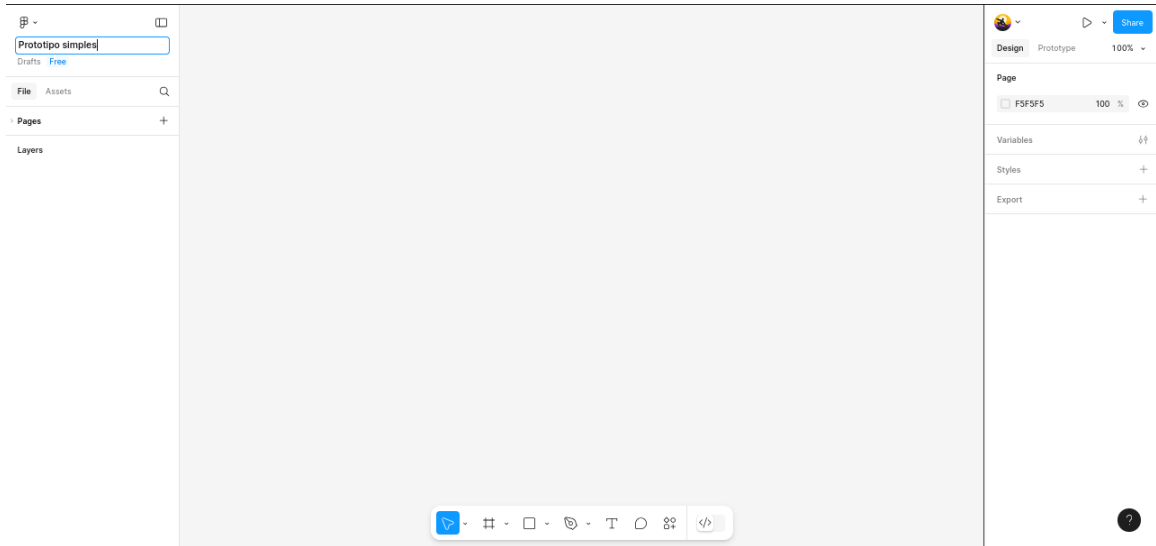 Prototipo simples
Drafts Free
File Assets
Pages
Layers
Share
Design Prototype 100%
Page
F5F5F5 100 %
Variables
Styles
Export
?